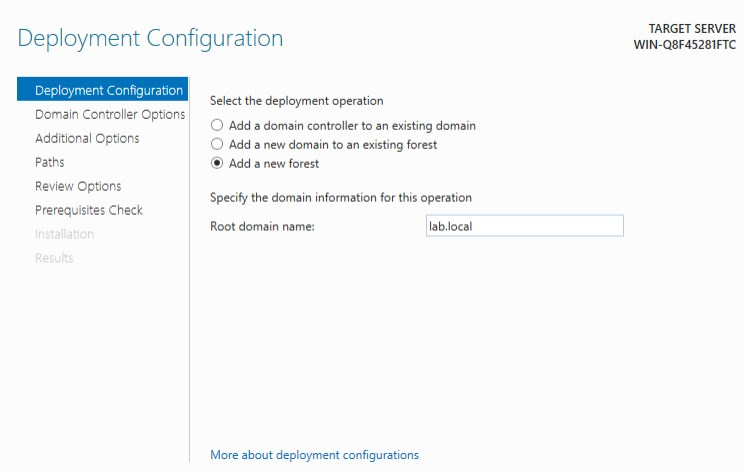 Deployment Configuration
TARGET SERVER
WIN-Q8F45281FTC
Deployment Configuration
Domain Controller Options
Additional Options
Paths
Review Options
Prerequisites Check
Installation
Results
Select the deployment operation
Add a domain controller to an existing domain
Add a new domain to an existing forest
Add a new forest
Specify the domain information for this operation
Root domain name:
lab.local
More about deployment configurations